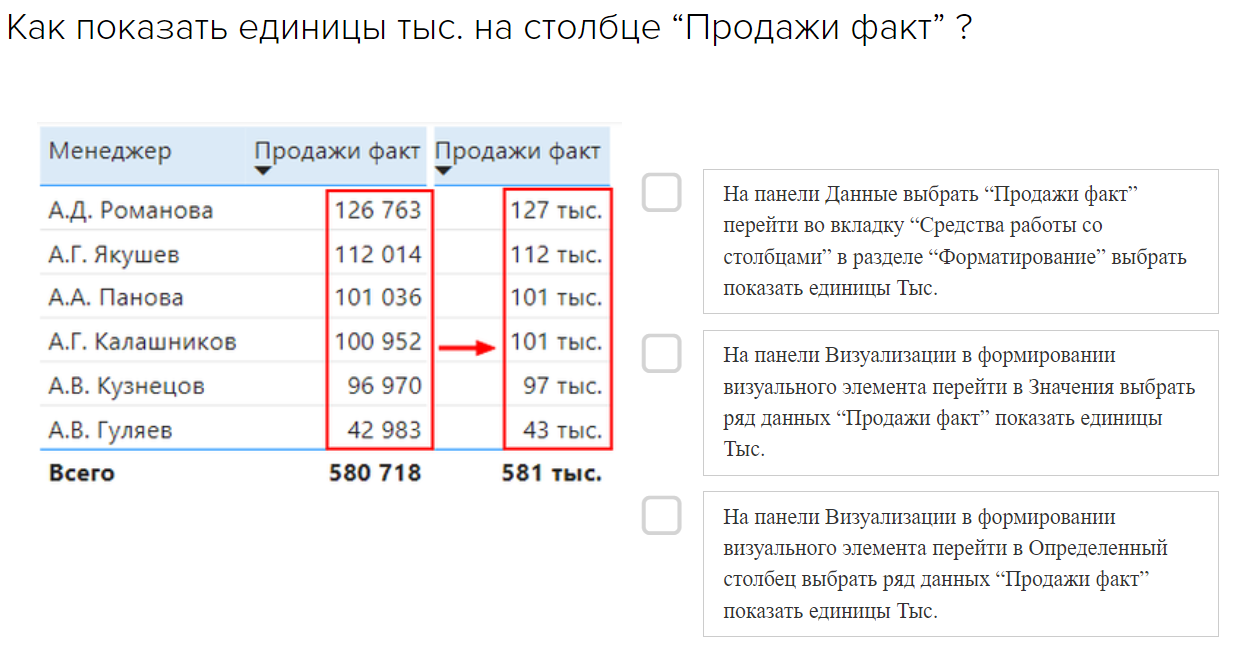 Как показать единицы тыс. на столбце “Продажи факт” ?
Менеджер Продажи факт Продажи факт
А.Д. Романова 126 763 127 тыс.
А.Г. Якушев 112 014 112 тыс.
А.А. Панова 101 036 101 тыс.
А.Г. Калашников 100 952 101 тыс.
А.В. Кузнецов 96 970 97 тыс.
А.В. Гуляев 42 983 43 тыс.
Всего 580 718 581 тыс.
На панели Данные выбрать “Продажи факт”
перейти во вкладку “Средства работы со
столбцами” в разделе “Форматирование” выбрать
показать единицы Тыс.
На панели Визуализации в формировании
визуального элемента перейти в Значения выбрать
ряд данных “Продажи факт” показать единицы
Тыс.
На панели Визуализации в формировании
визуального элемента перейти в Определенный
столбец выбрать ряд данных “Продажи факт”
показать единицы Тыс.